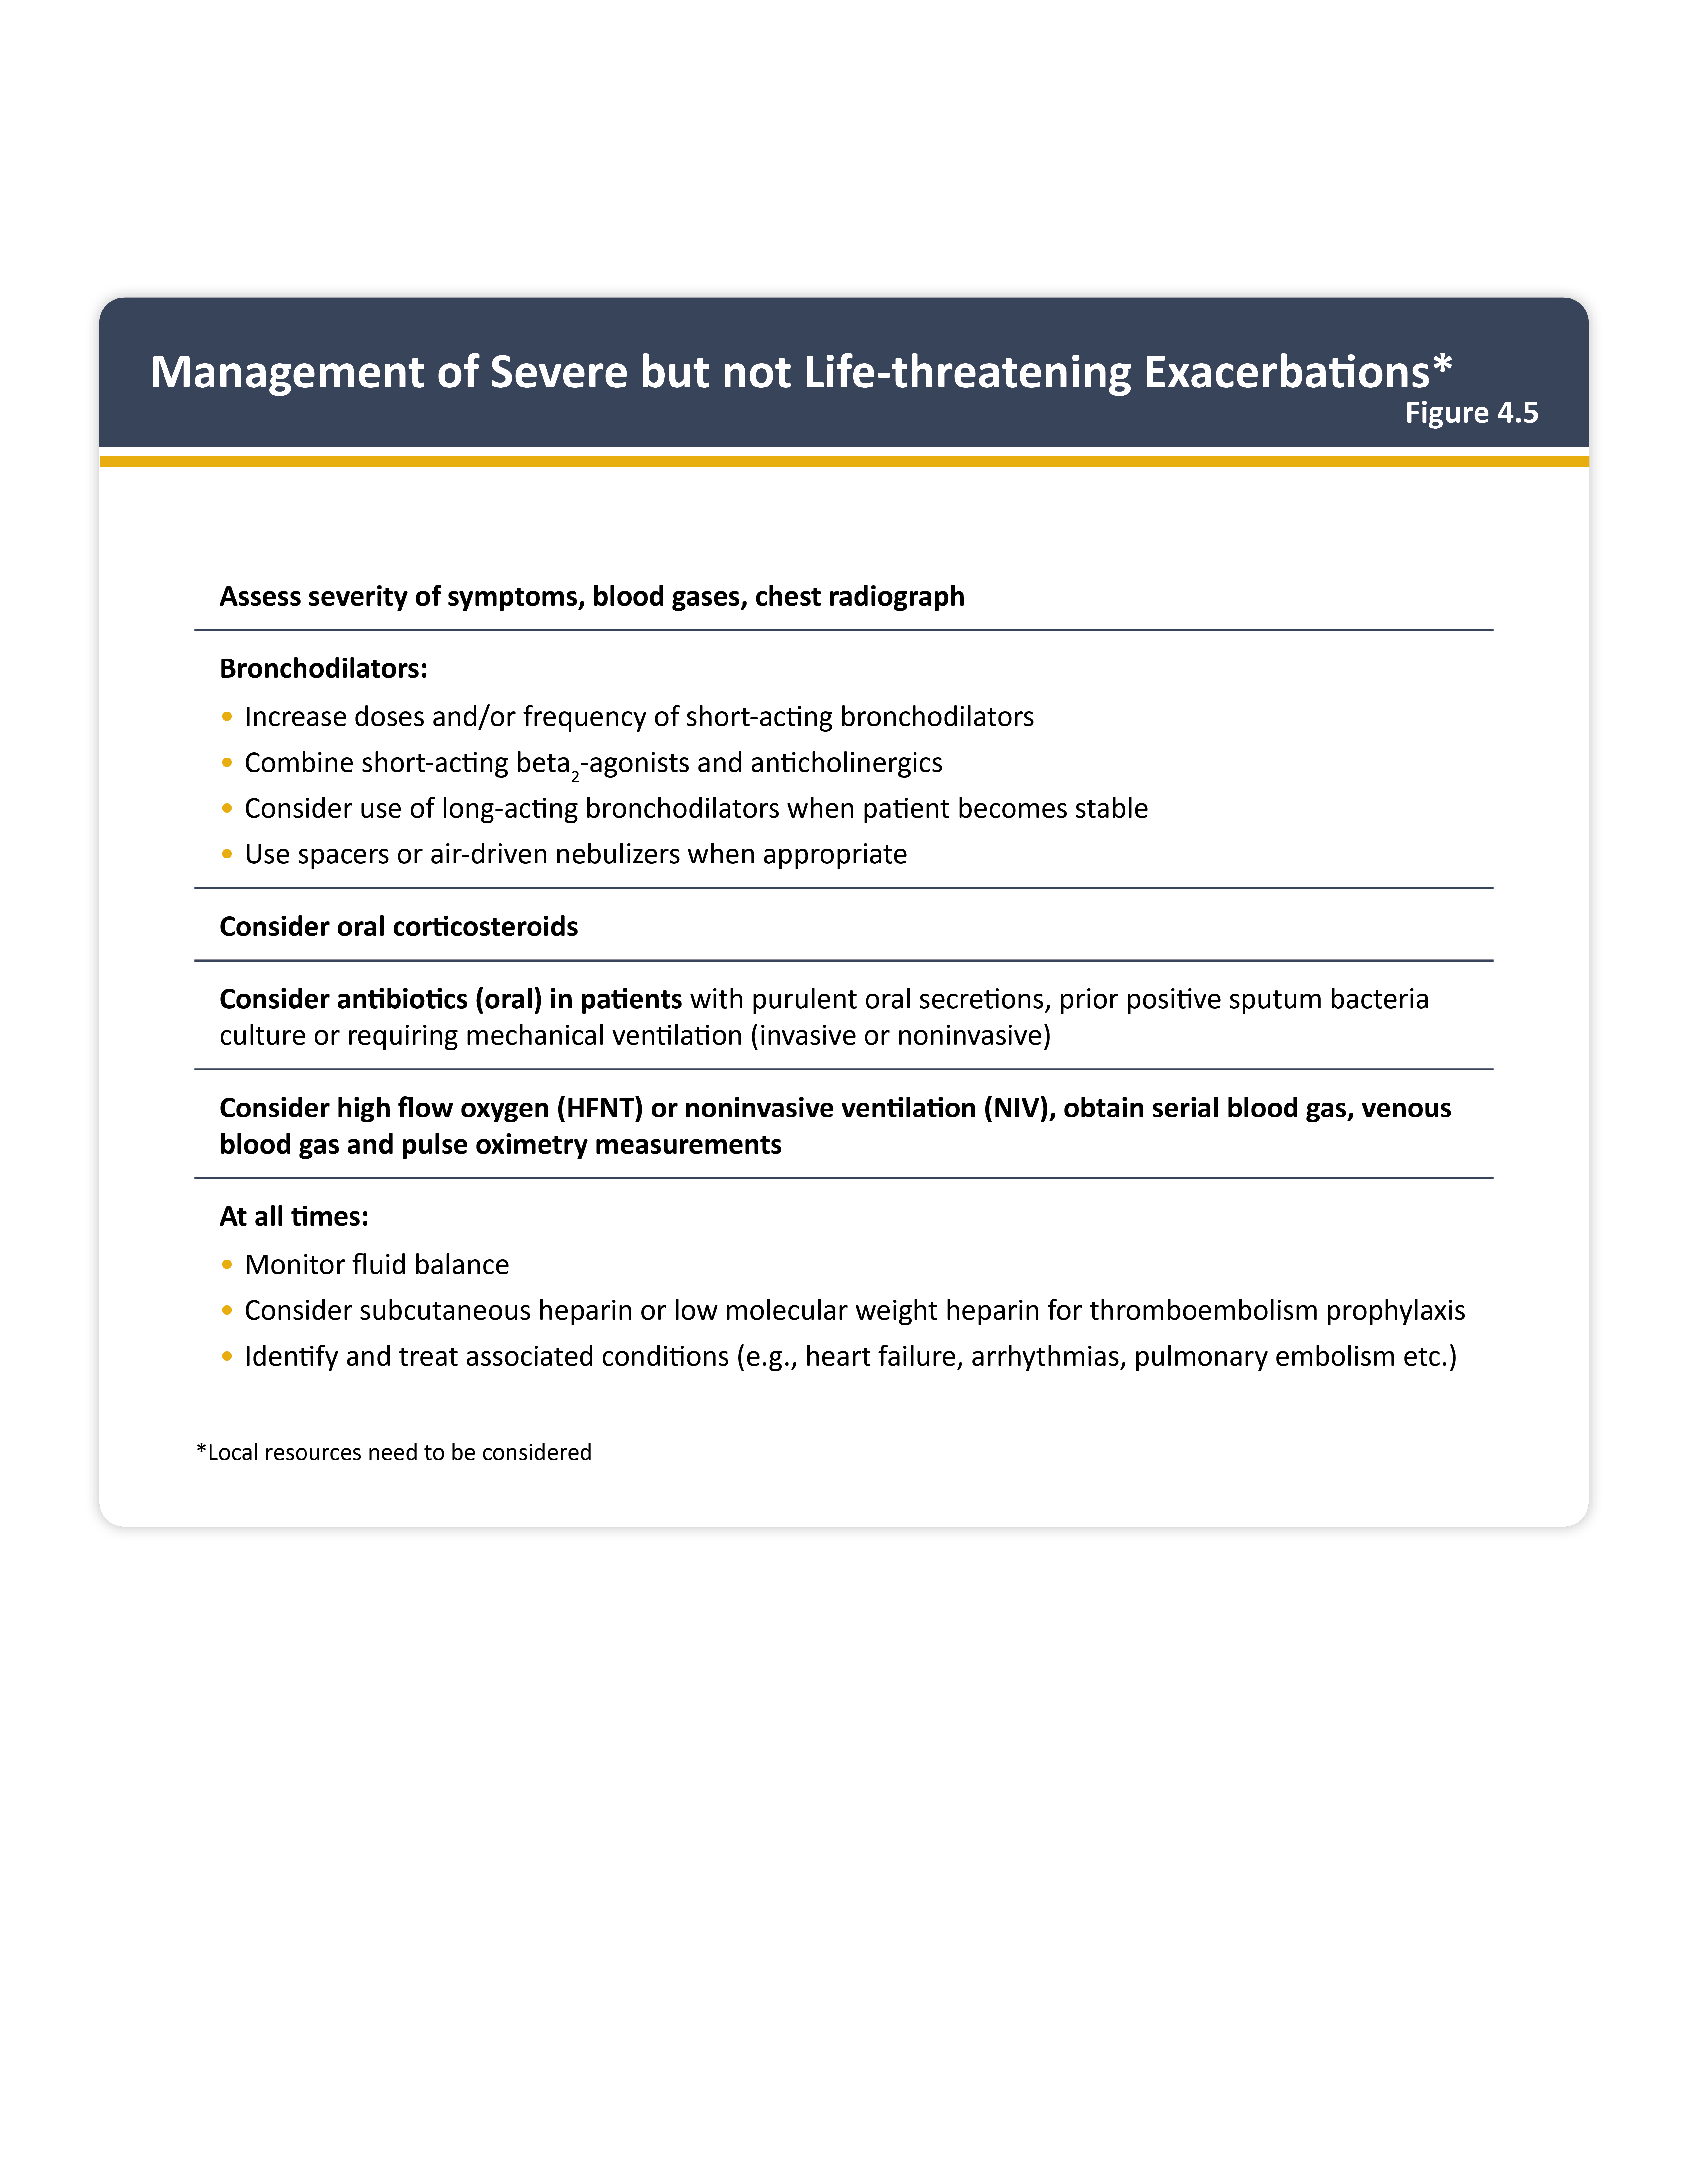 Management of Severe but not Life-threatening Exacerbations*
Figure 4.5
Assess severity of symptoms, blood gases, chest radiograph
Bronchodilators:
• Increase doses and/or frequency of short-acting bronchodilators
• Combine short-acting beta₂-agonists and anticholinergics
• Consider use of long-acting bronchodilators when patient becomes stable
• Use spacers or air-driven nebulizers when appropriate
Consider oral corticosteroids
Consider antibiotics (oral) in patients with purulent oral secretions, prior positive sputum bacteria
culture or requiring mechanical ventilation (invasive or noninvasive)
Consider high flow oxygen (HFNT) or noninvasive ventilation (NIV), obtain serial blood gas, venous
blood gas and pulse oximetry measurements
At all times:
• Monitor fluid balance
• Consider subcutaneous heparin or low molecular weight heparin for thromboembolism prophylaxis
• Identify and treat associated conditions (e.g., heart failure, arrhythmias, pulmonary embolism etc.)
*Local resources need to be considered